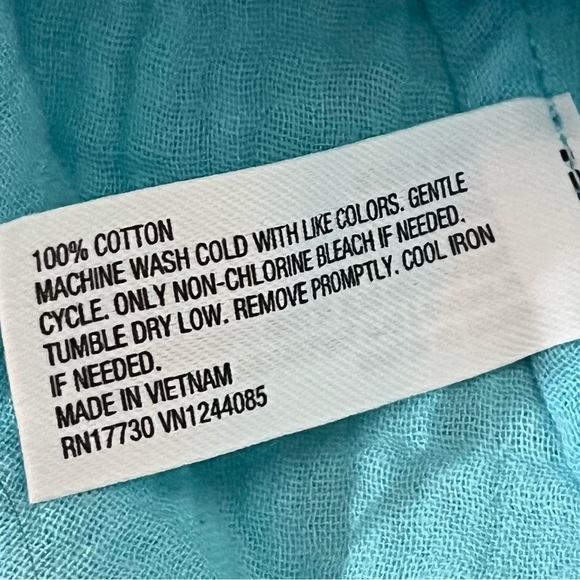 100% COTTON
MACHINE WASH COLD WITH LIKE COLORS. GENTLE
CYCLE. ONLY NON-CHLORINE BLEACH IF NEEDED.
TUMBLE DRY LOW. REMOVE PROMPTLY. COOL IRON
IF NEEDED.
MADE IN VIETNAM
RN17730 VN1244085